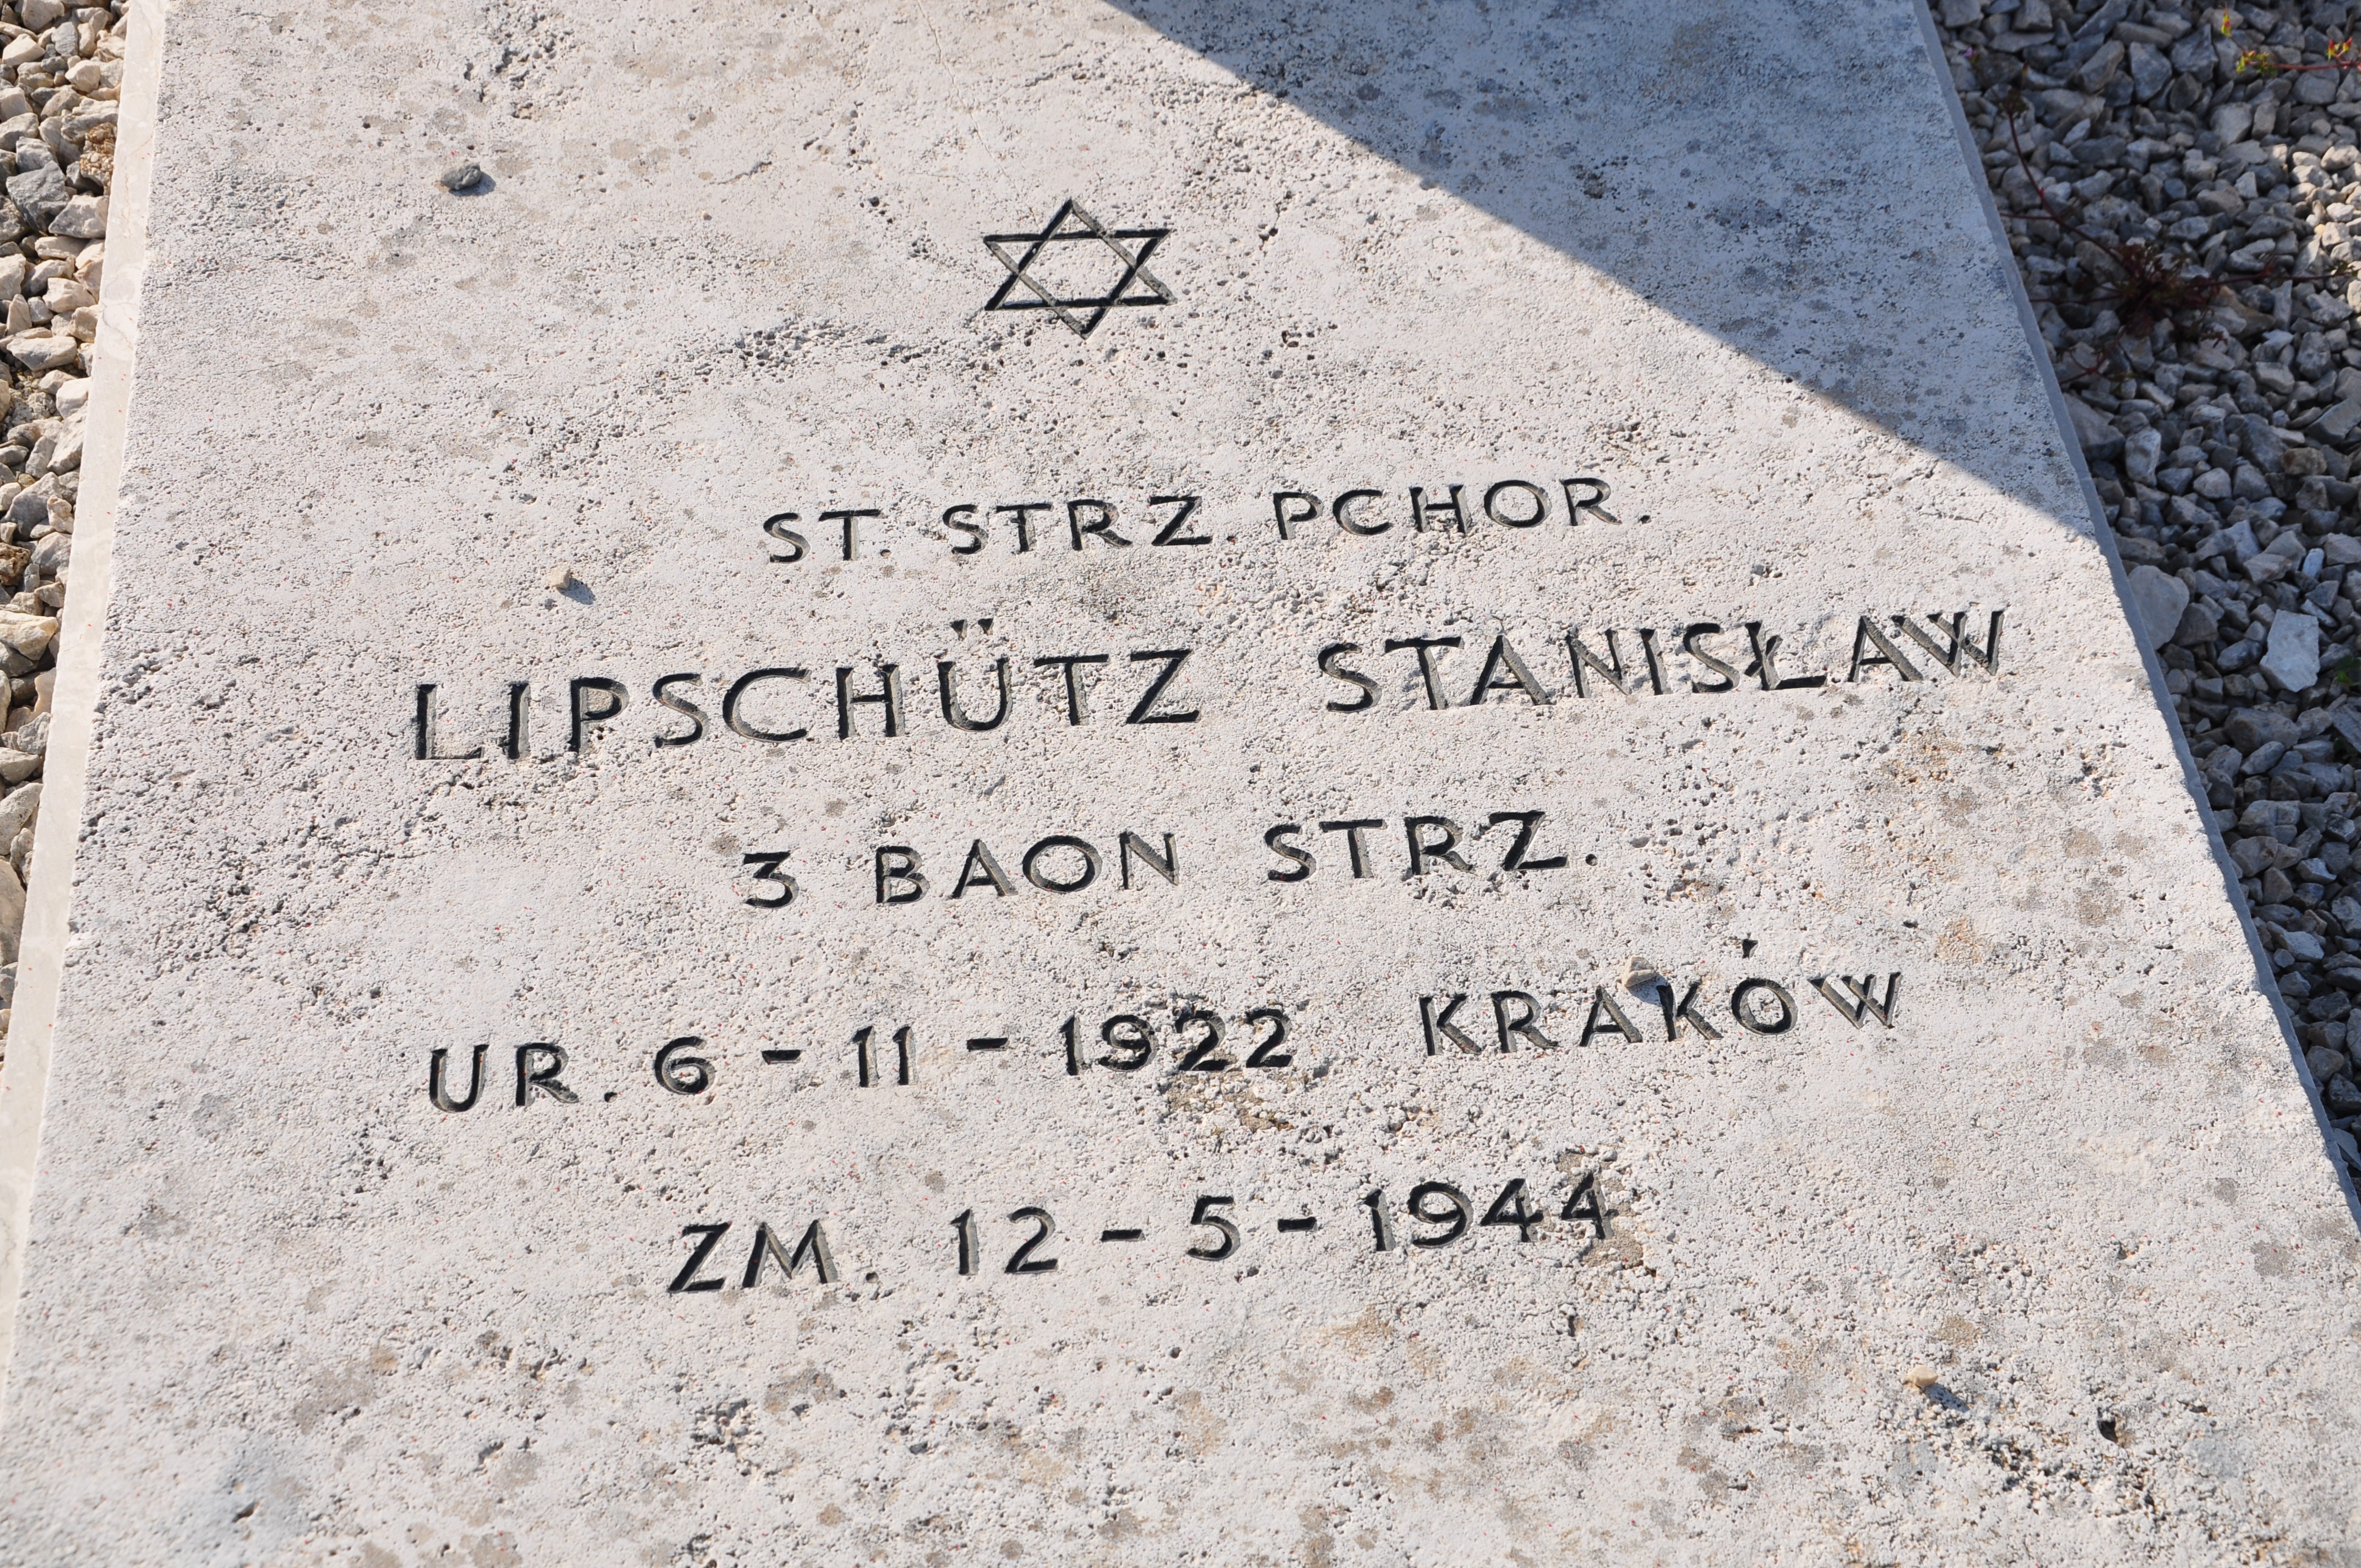 ST. STRZ. PCHOR.
LIPSCHÜTZ STANISŁAW
3 BAON STRZ.
UR. 6-11-1922 KRAKÓW
ZM. 12-5-1944